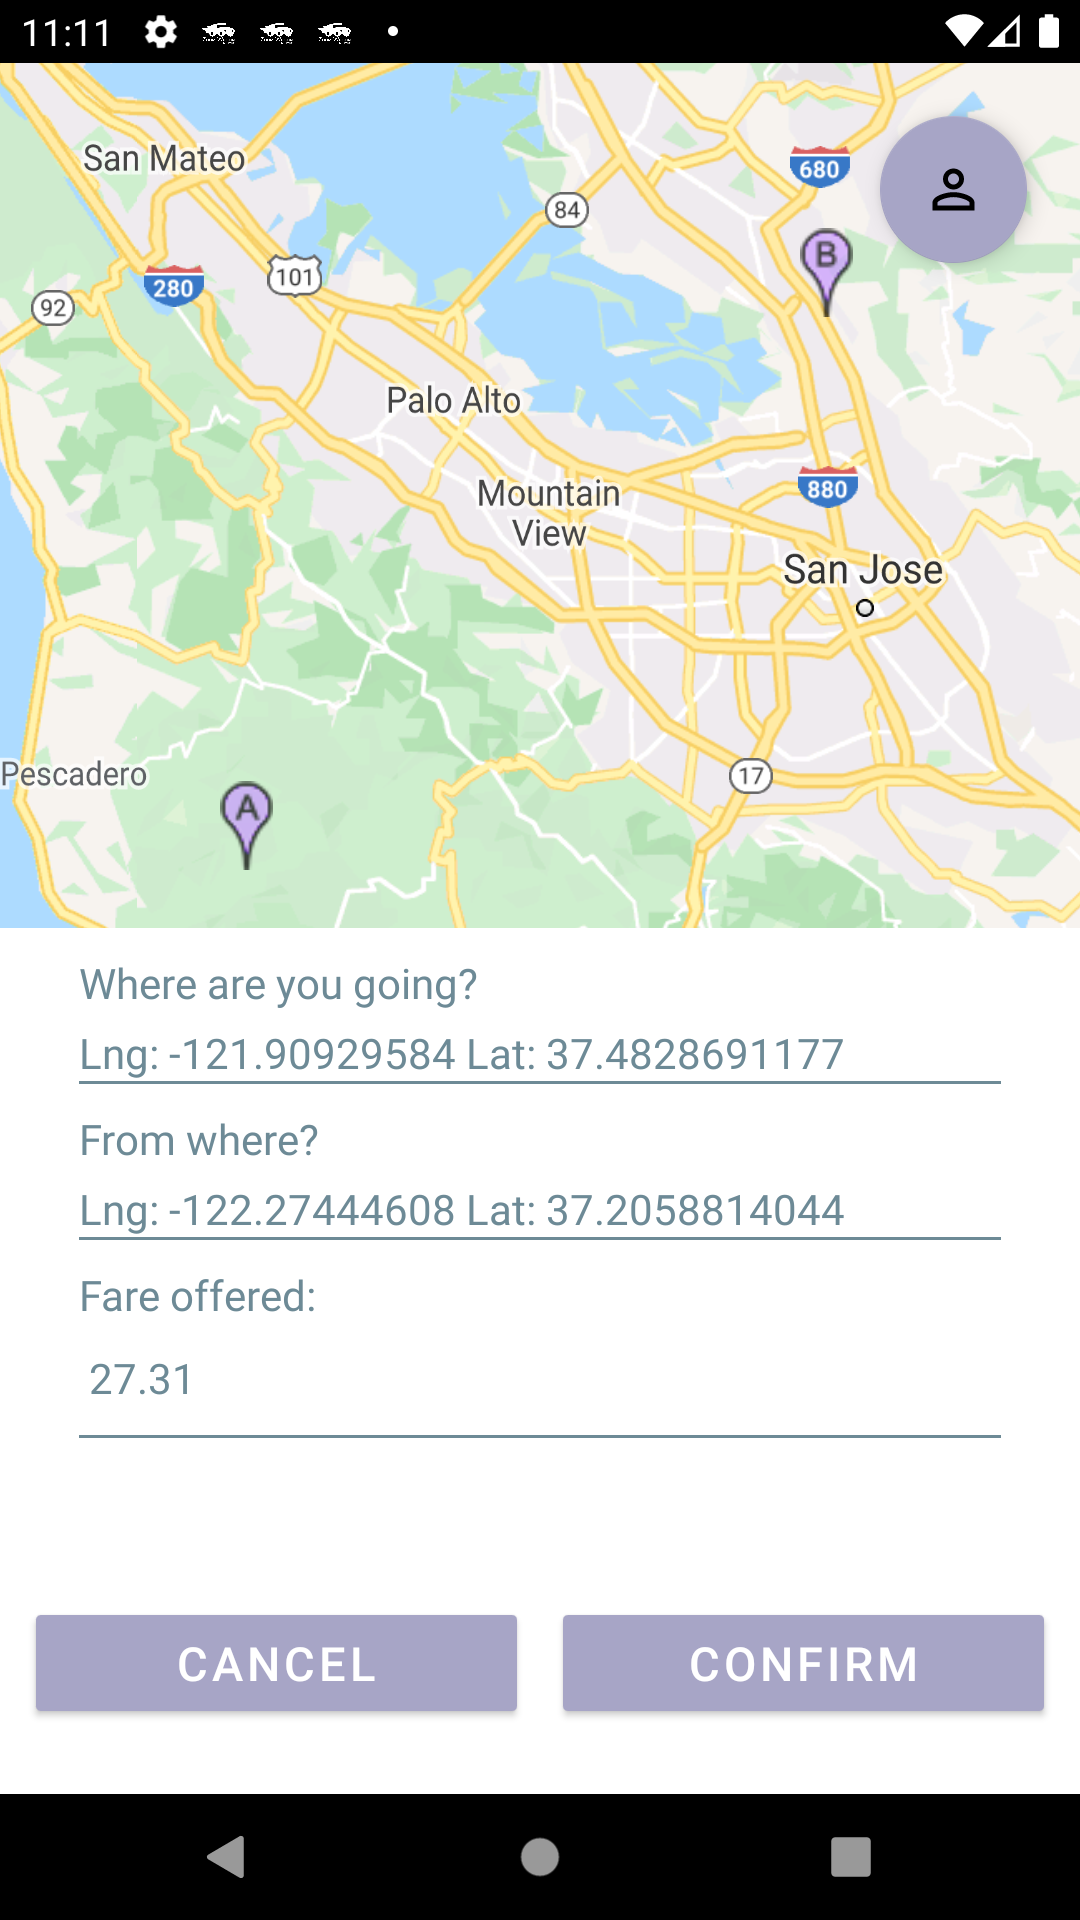 11:11
San Mateo
84
680
B
101
280
92
Palo Alto
Mountain
View
880
San Jose
Pescadero
17
A
Where are you going?
Lng: -121.90929584 Lat: 37.4828691177
From where?
Lng: -122.27444608 Lat: 37.2058814044
Fare offered:
27.31
CANCEL CONFIRM